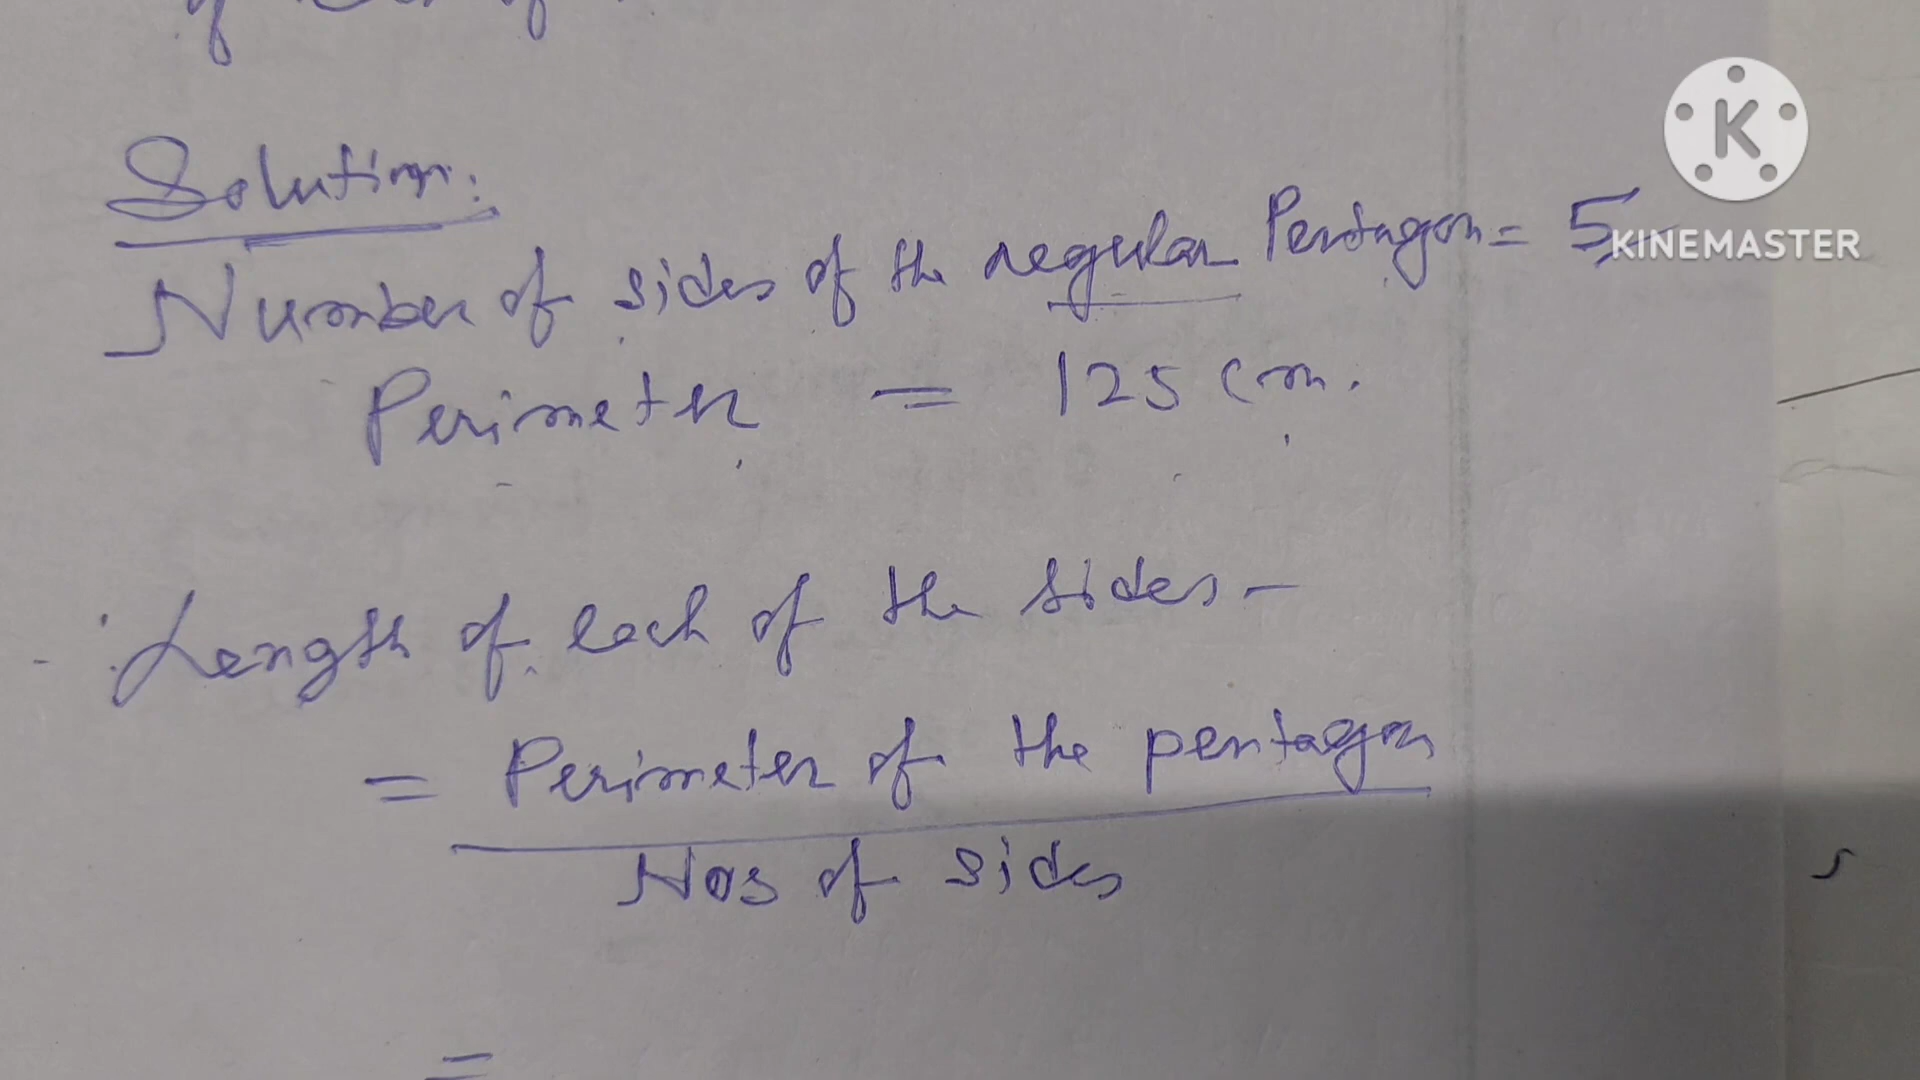 Solution:
Number of sides of the regular Pentagon = 5
KINEMASTER
Perimeter = 125 cm.
Length of each of the sides -
= Perimeter of the pentagon
Nos of sides
=